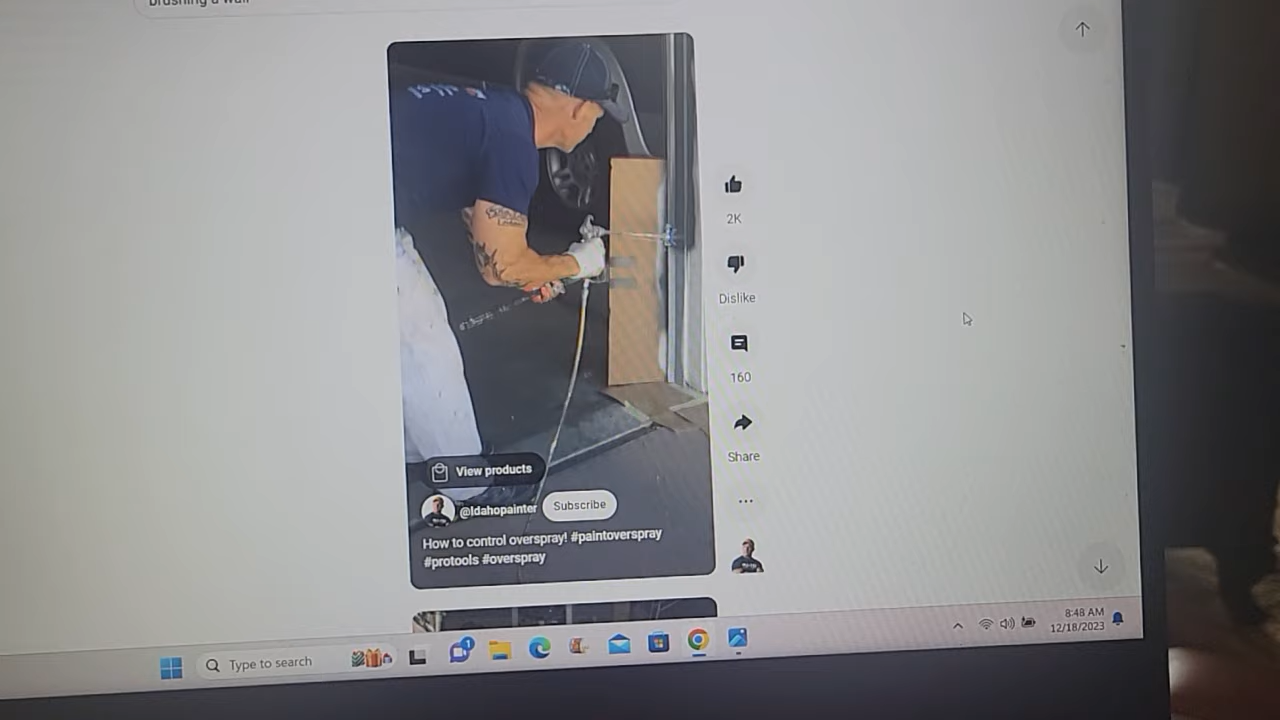 brushing a wall
2K
Dislike
160
Share
View products
@Idahopainter
Subscribe
How to control overspray! #paintoverspray
#protools #overspray
Type to search
1
8:48 AM
12/18/2023